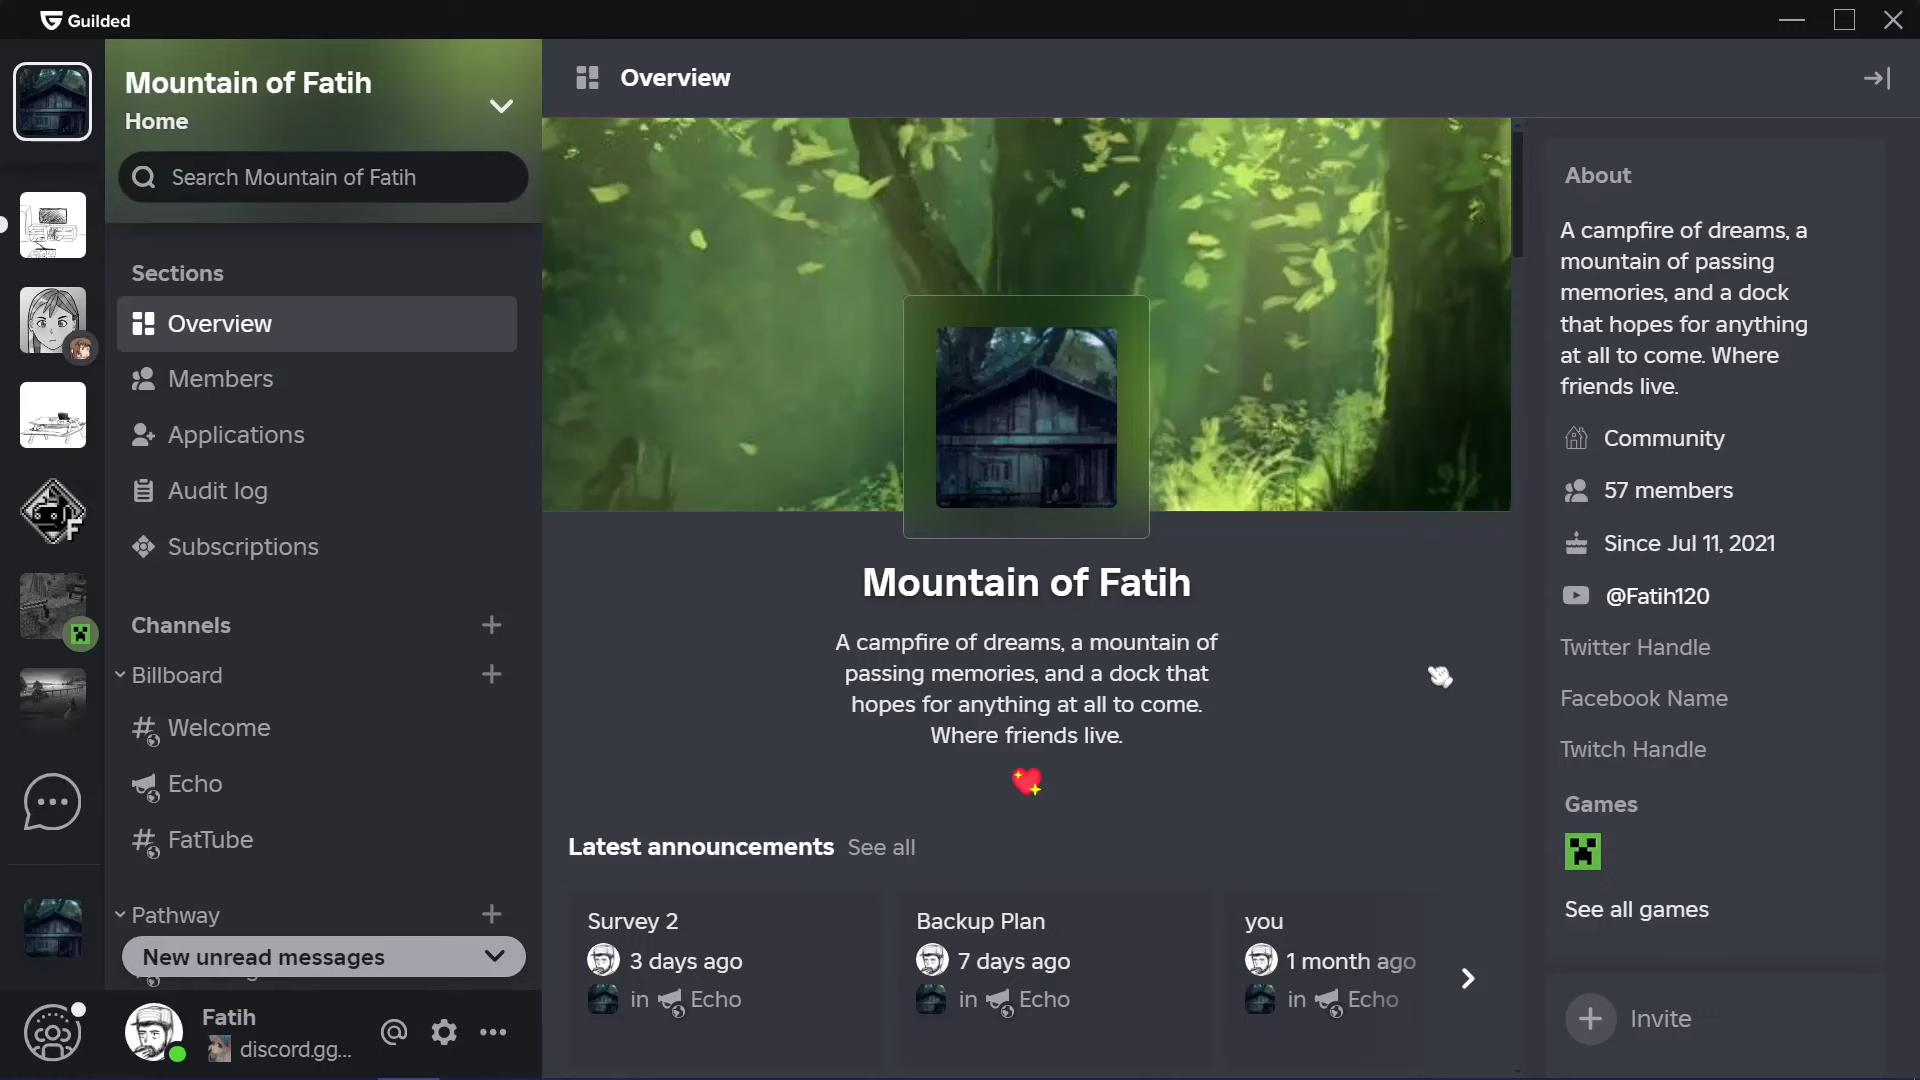 Guilded
Mountain of Fatih
Home
Search Mountain of Fatih
Sections
Overview
Members
Applications
Audit log
Subscriptions
Channels
Billboard
Welcome
Echo
FatTube
Pathway
New unread messages
Fatih
discord.gg...
Overview
Mountain of Fatih
A campfire of dreams, a mountain of
passing memories, and a dock that
hopes for anything at all to come.
Where friends live.
Latest announcements See all
Survey 2
3 days ago
in Echo
Backup Plan
7 days ago
in Echo
you
1 month ago
in Echo
About
A campfire of dreams, a
mountain of passing
memories, and a dock
that hopes for anything
at all to come. Where
friends live.
Community
57 members
Since Jul 11, 2021
@Fatih120
Twitter Handle
Facebook Name
Twitch Handle
Games
See all games
Invite